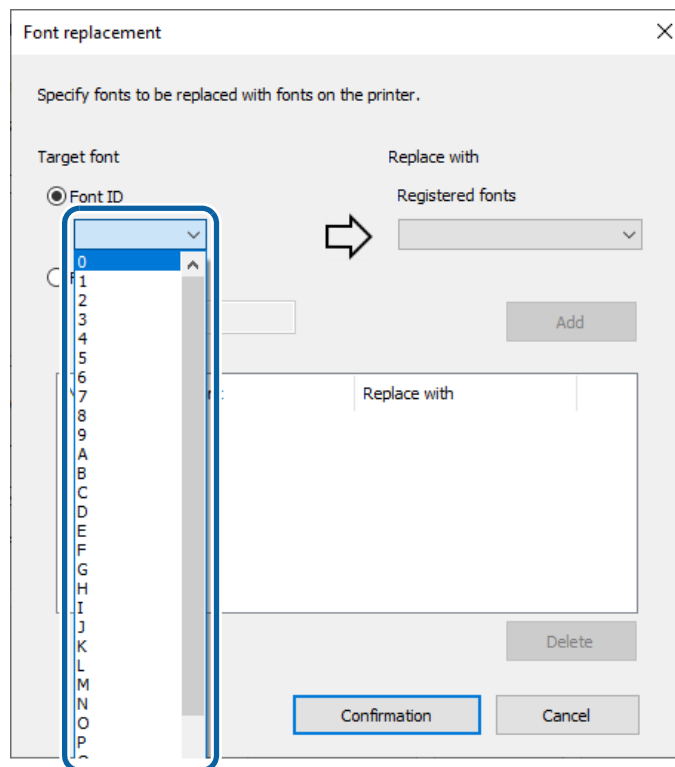 Font replacement
Specify fonts to be replaced with fonts on the printer.
Target font
Replace with
Font ID
Registered fonts
0
1
2
3
4
5
6
7
8
9
A
B
C
D
E
F
G
H
I
J
K
L
M
N
O
P
Add
Replace with
Delete
Confirmation
Cancel